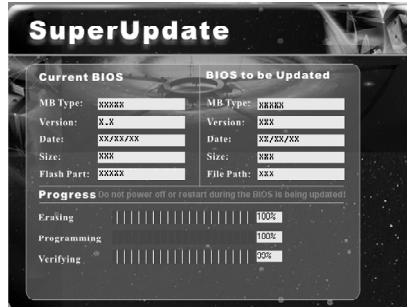 SuperUpdate
Current BIOS
MB Type: XXXXX
Version: X.X
Date: XX/XX/XX
Size: XXX
Flash Part: XXXXX
BIOS to be Updated
MB Type: XXXXX
Version: XXX
Date: XX/XX/XX
Size: XXX
File Path: XXX
Progress Do not power off or restart during the BIOS is being updated!
Erasing 100%
Programming 100%
Verifying 99%